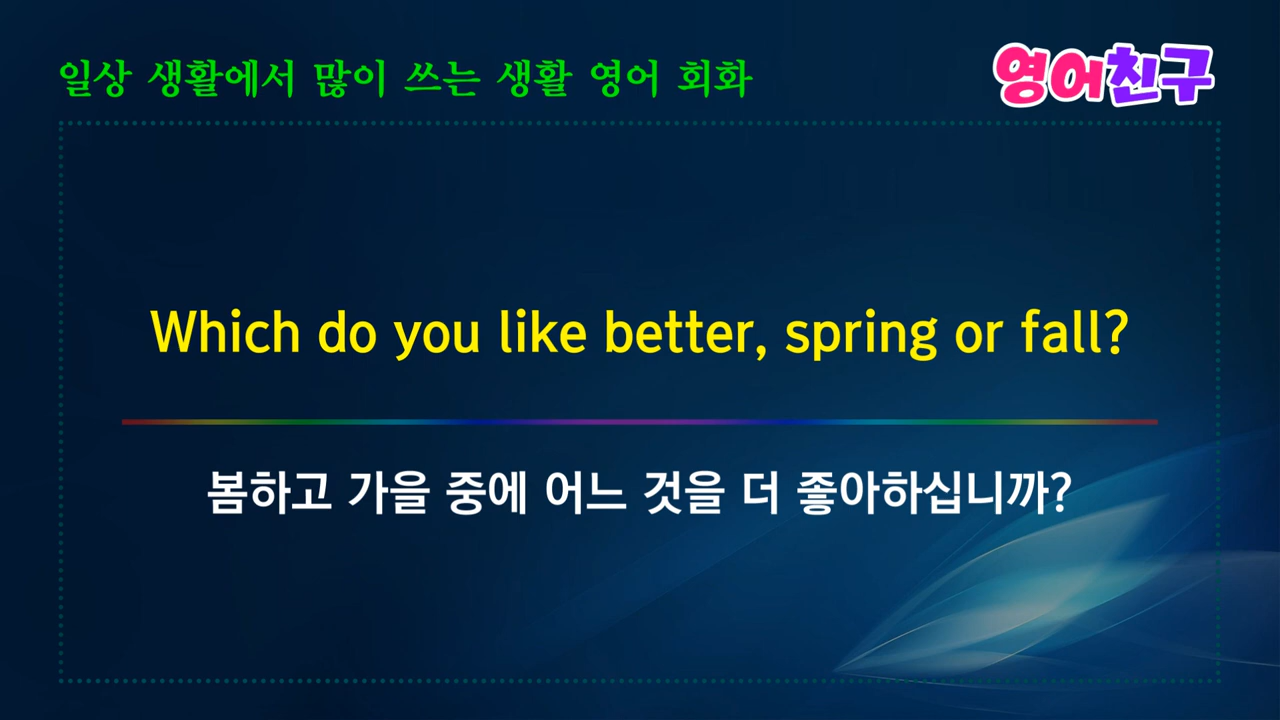 일상 생활에서 많이 쓰는 생활 영어 회화
영어친구
Which do you like better, spring or fall?
봄하고 가을 중에 어느 것을 더 좋아하십니까?